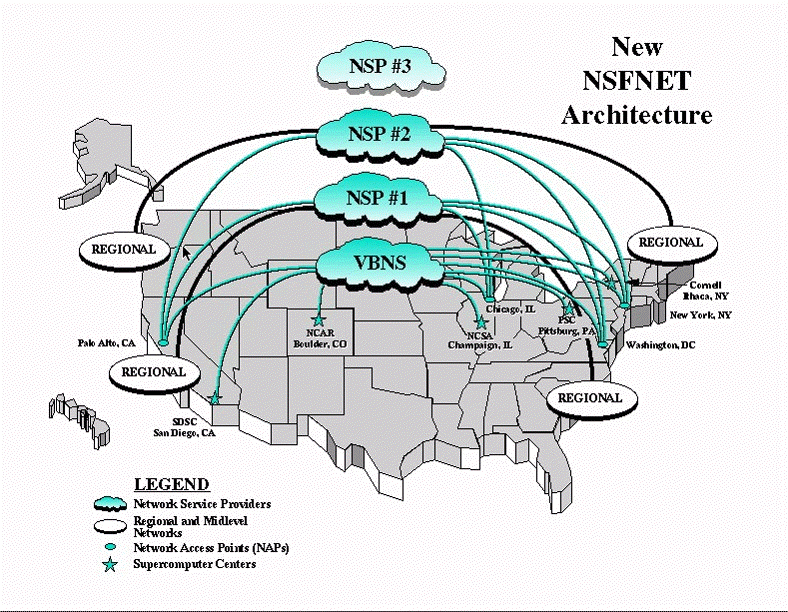 New
NSFNET
Architecture
NSP #3
NSP #2
NSP #1
VBNS
REGIONAL
REGIONAL
REGIONAL
REGIONAL
Palo Alto, CA
SDSC
San Diego, CA
NCAR
Boulder, CO
Chicago, IL
NCSA
Champaign, IL
PSC
Pittsburg, PA
Cornell
Ithaca, NY
New York, NY
Washington, DC
LEGEND
Network Service Providers
Regional and Midlevel
Networks
Network Access Points (NAPs)
Supercomputer Centers